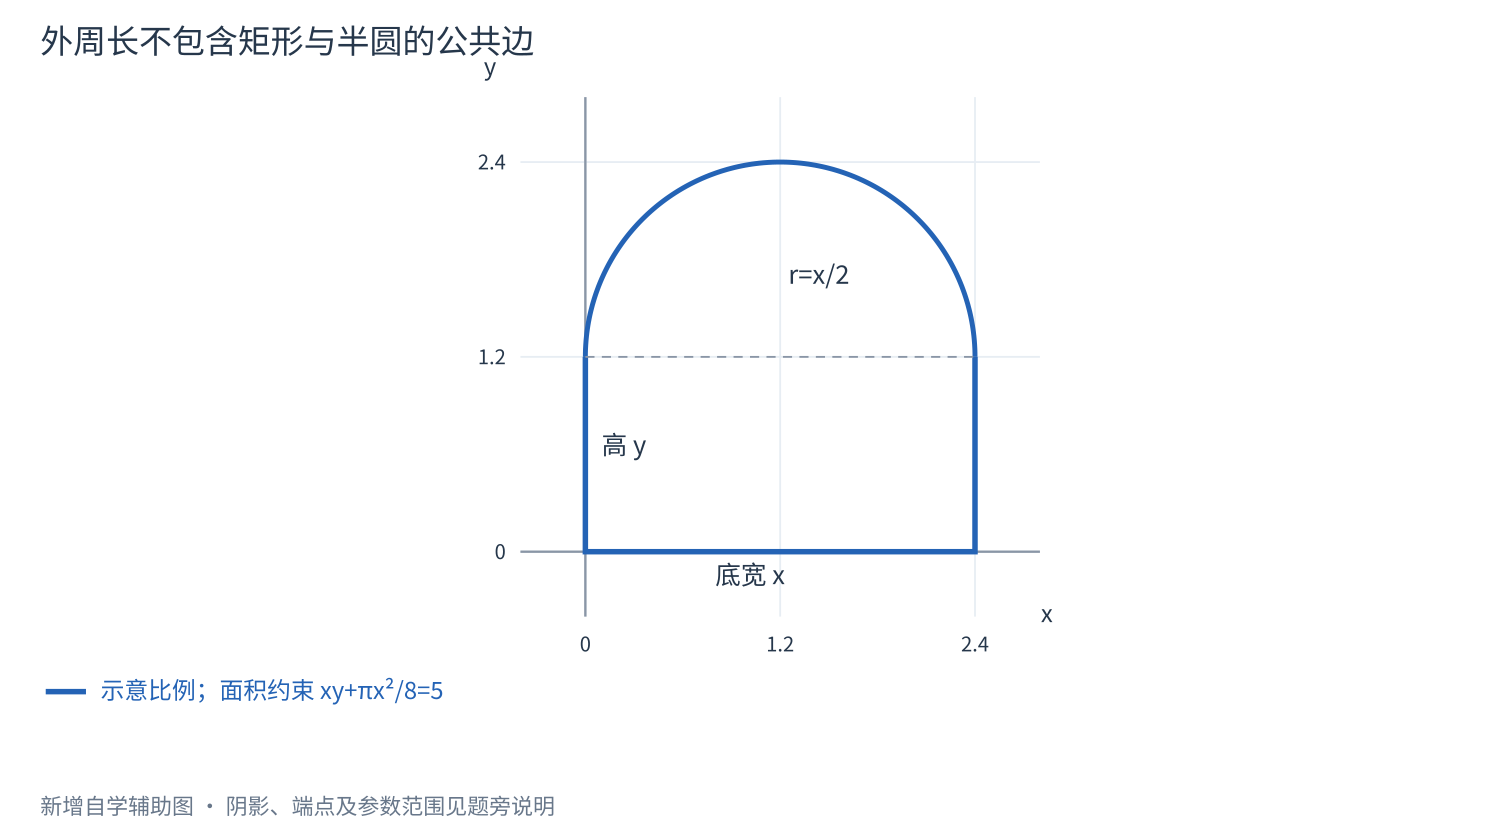 外周长不包含矩形与半圆的公共边
y
2.4
r=x/2
1.2
高 y
0
底宽 x
x
0 1.2 2.4
示意比例；面积约束 xy+πx²/8=5
新增自学辅助图 · 阴影、端点及参数范围见题旁说明